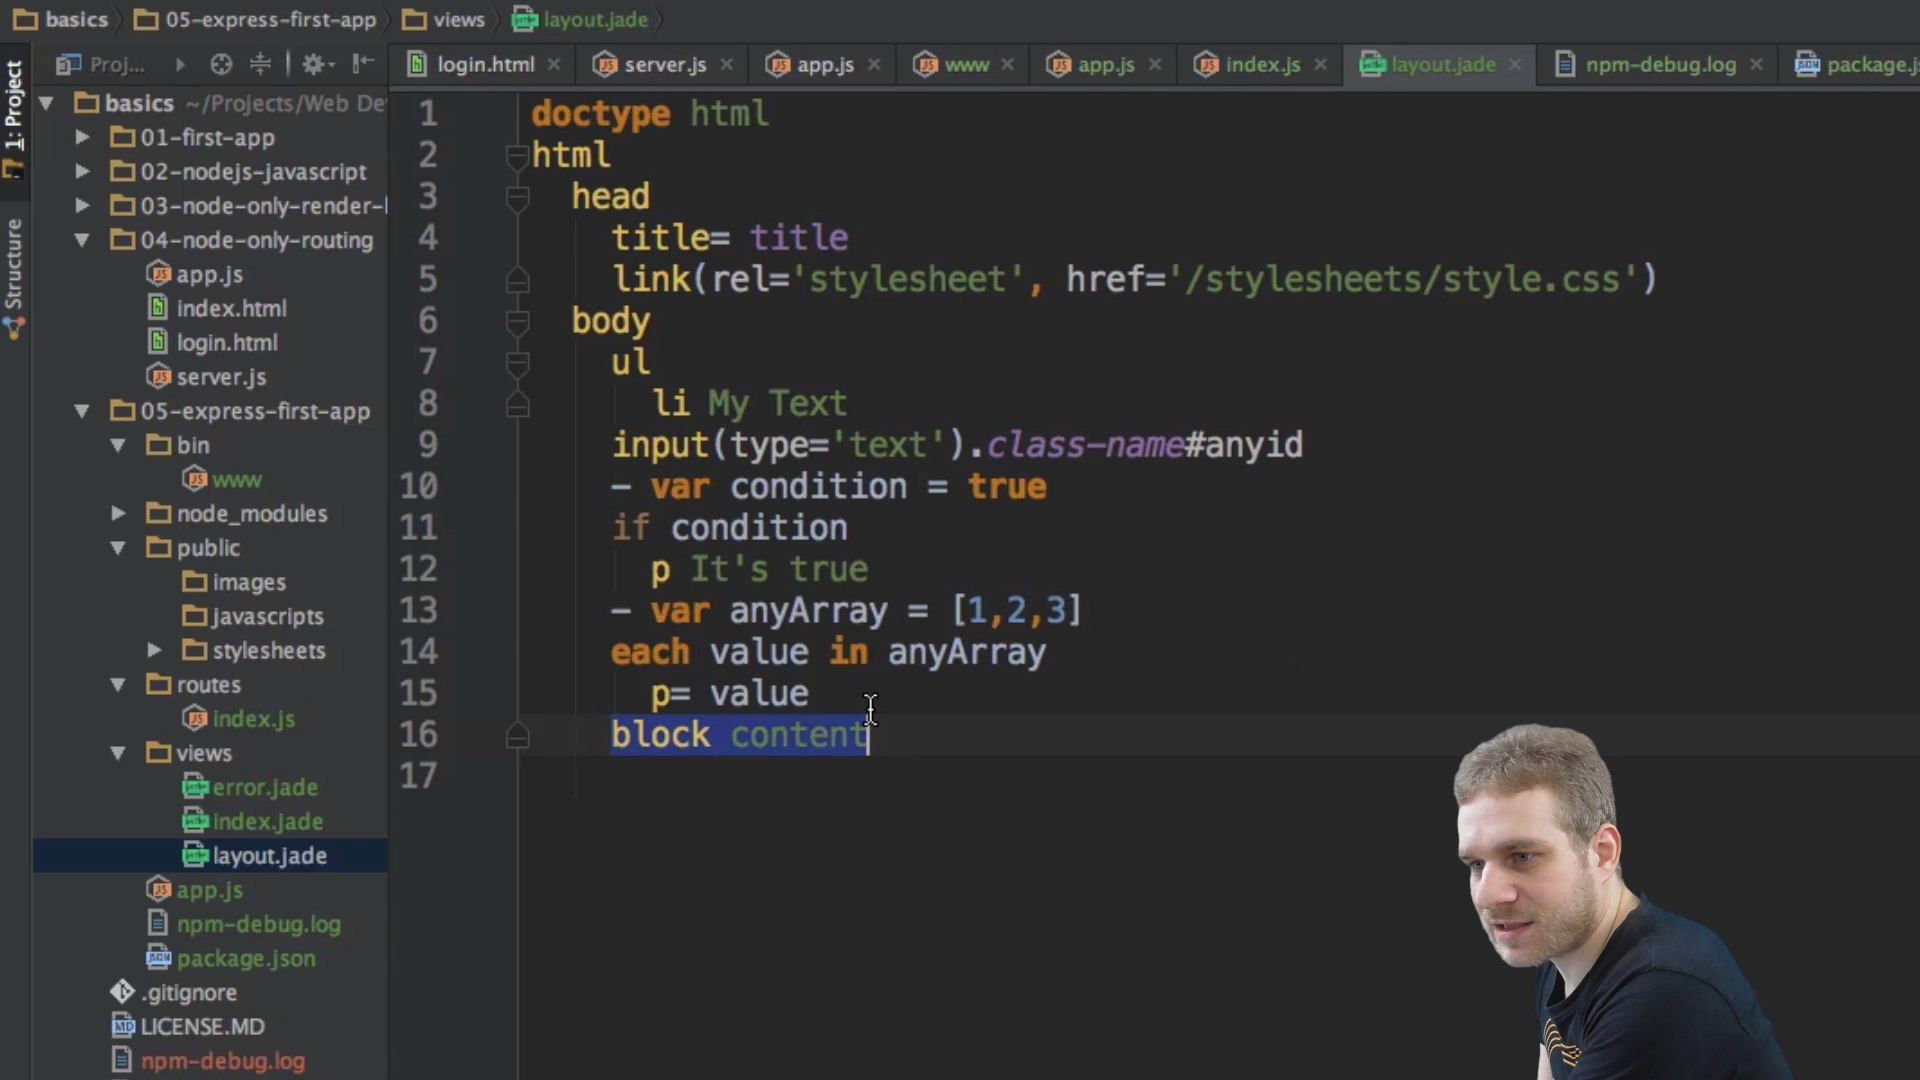 basics 05-express-first-app views layout.jade
1: Project
Structure
Proj...
login.html server.js app.js www app.js index.js layout.jade npm-debug.log package.js
basics ~/Projects/Web De
01-first-app
02-nodejs-javascript
03-node-only-render-
04-node-only-routing
app.js
index.html
login.html
server.js
05-express-first-app
bin
www
node_modules
public
images
javascripts
stylesheets
routes
index.js
views
error.jade
index.jade
layout.jade
app.js
npm-debug.log
package.json
.gitignore
LICENSE.MD
npm-debug.log
1 doctype html
2 html
3 head
4 title= title
5 link(rel='stylesheet', href='/stylesheets/style.css')
6 body
7 ul
8 li My Text
9 input(type='text').class-name#anyid
10 - var condition = true
11 if condition
12 p It's true
13 - var anyArray = [1,2,3]
14 each value in anyArray
15 p= value
16 block content
17